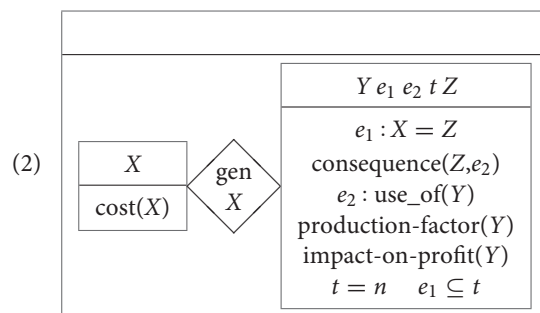 (2)
X
cost(X)
gen
X
Y e₁ e₂ t Z
e₁ : X = Z
consequence(Z,e₂)
e₂ : use_of(Y)
production-factor(Y)
impact-on-profit(Y)
t = n e₁ ⊆ t